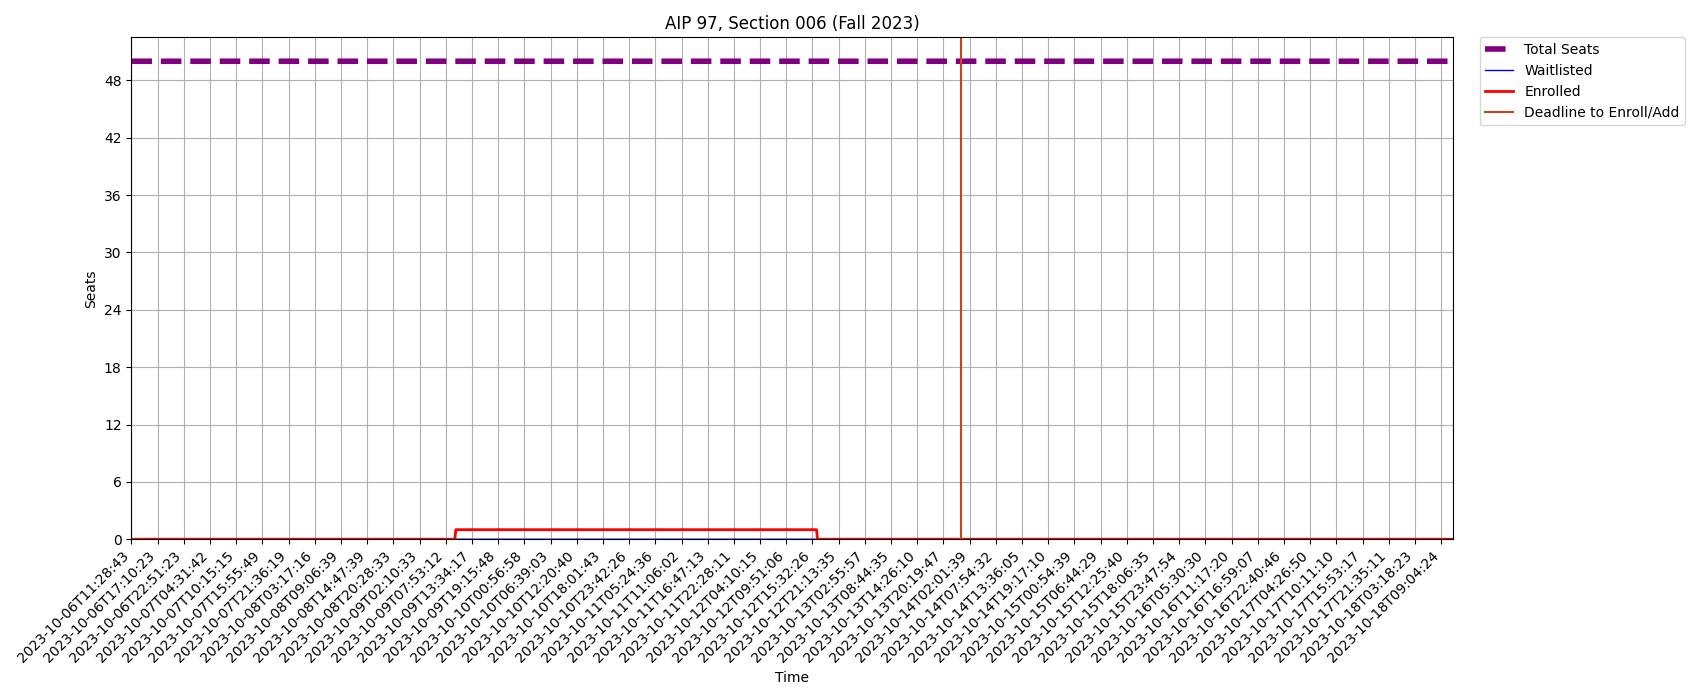 AIP 97, Section 006 (Fall 2023)
Total Seats
Waitlisted
Enrolled
Deadline to Enroll/Add
Seats
48
42
36
30
24
18
12
6
0
2023-10-06T11:28:43
2023-10-06T17:10:23
2023-10-06T22:51:23
2023-10-07T04:31:42
2023-10-07T10:15:15
2023-10-07T15:55:49
2023-10-07T21:36:19
2023-10-08T03:17:16
2023-10-08T09:06:39
2023-10-08T14:47:39
2023-10-08T20:28:33
2023-10-09T02:10:33
2023-10-09T07:53:12
2023-10-09T13:34:17
2023-10-09T19:15:48
2023-10-10T00:56:58
2023-10-10T06:39:03
2023-10-10T12:20:40
2023-10-10T18:01:43
2023-10-10T23:42:26
2023-10-11T05:24:36
2023-10-11T11:06:02
2023-10-11T16:47:13
2023-10-11T22:28:11
2023-10-12T04:10:15
2023-10-12T09:51:06
2023-10-12T15:32:26
2023-10-12T21:13:35
2023-10-13T02:55:57
2023-10-13T08:44:35
2023-10-13T14:26:10
2023-10-13T20:19:47
2023-10-14T02:01:39
2023-10-14T07:54:32
2023-10-14T13:36:05
2023-10-14T18:17:10
2023-10-15T00:54:39
2023-10-15T06:44:29
2023-10-15T12:25:40
2023-10-15T18:06:35
2023-10-15T23:47:54
2023-10-16T05:30:30
2023-10-16T11:17:20
2023-10-16T16:59:07
2023-10-16T22:40:46
2023-10-17T04:26:50
2023-10-17T10:11:10
2023-10-17T15:53:17
2023-10-17T21:35:11
2023-10-18T03:18:23
2023-10-18T09:04:24
Time